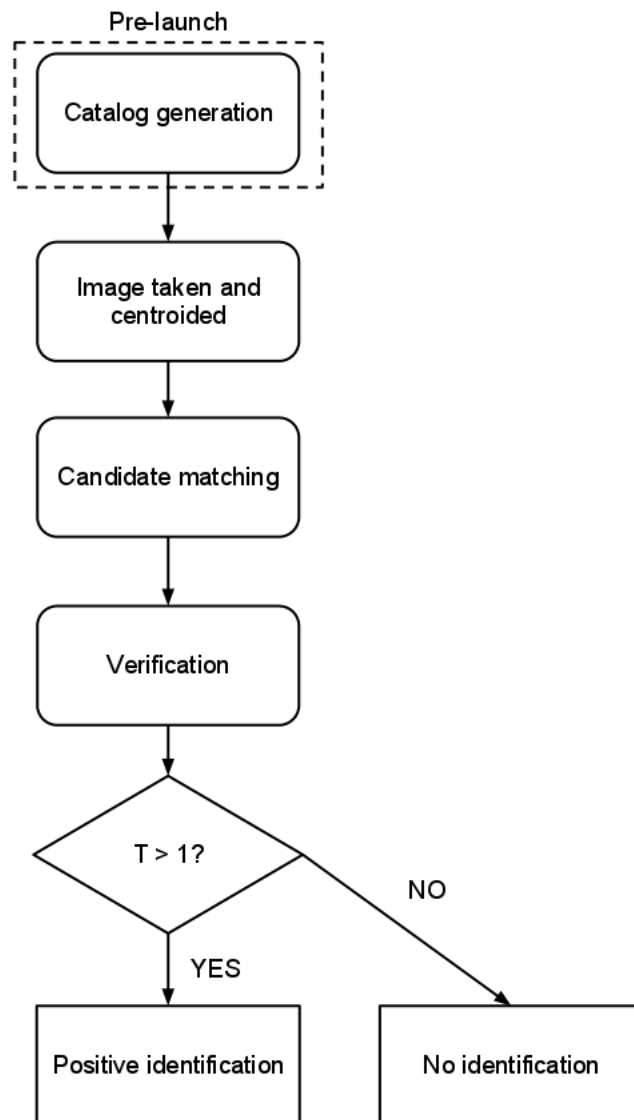 Pre-launch
Catalog generation
Image taken and
centroided
Candidate matching
Verification
T > 1?
NO
YES
Positive identification
No identification